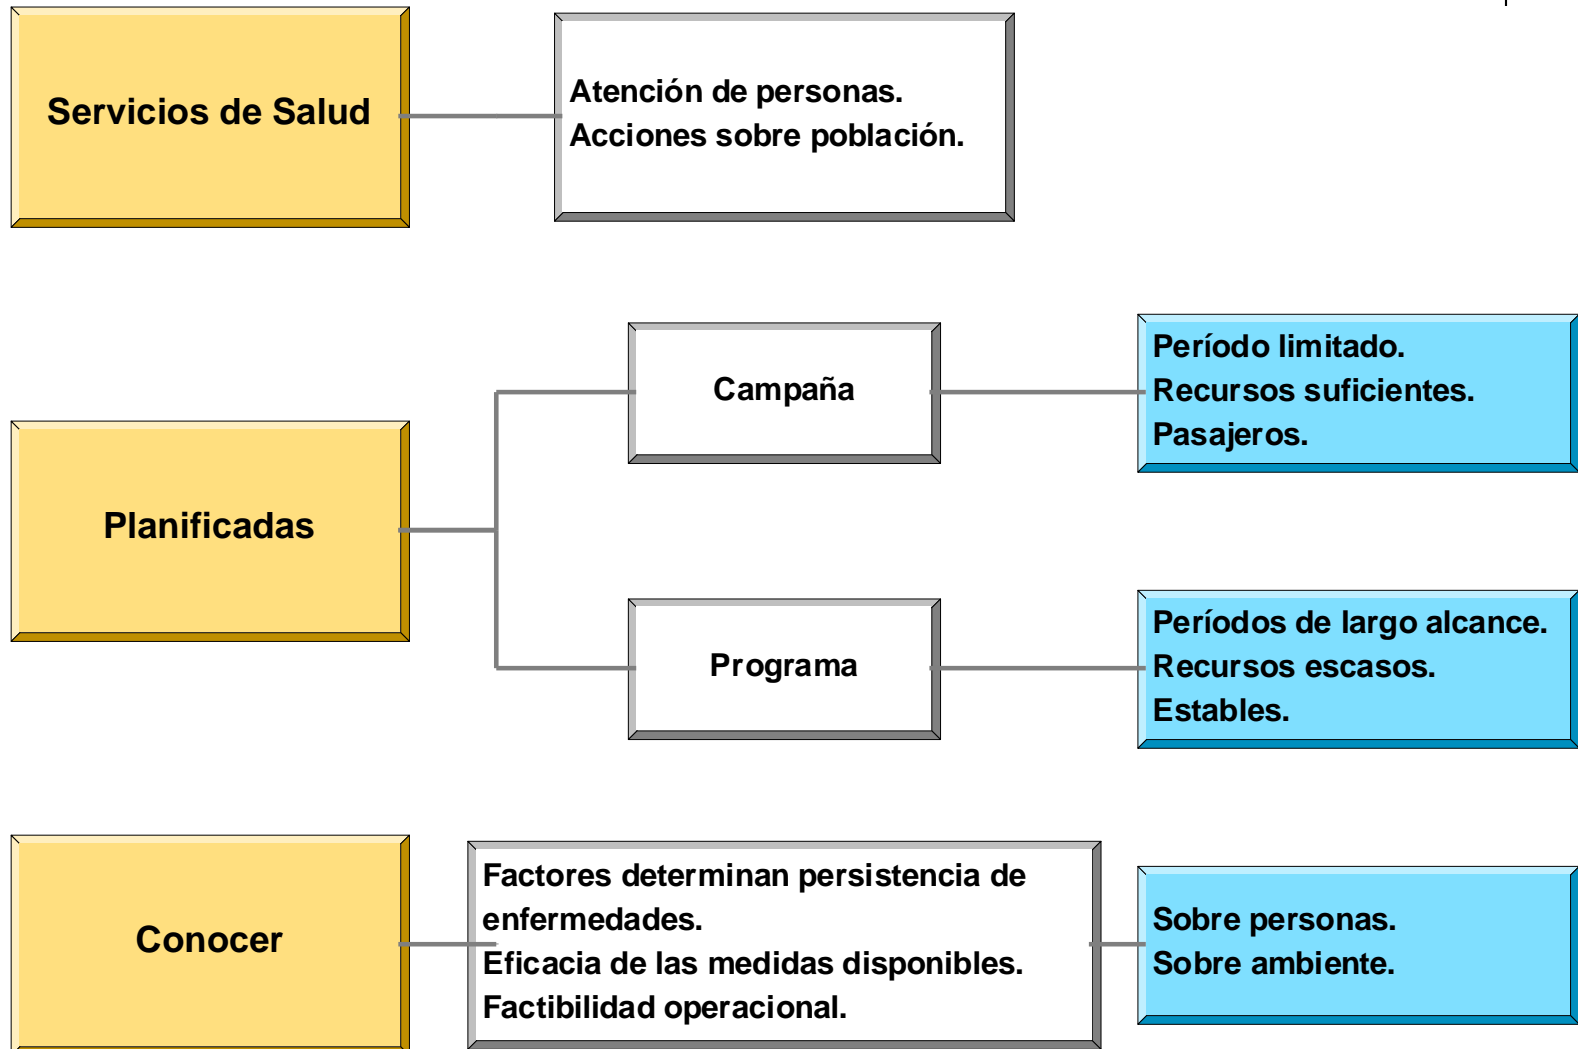 Servicios de Salud
Atención de personas.
Acciones sobre población.
Planificadas
Campaña
Período limitado.
Recursos suficientes.
Pasajeros.
Programa
Períodos de largo alcance.
Recursos escasos.
Estables.
Conocer
Factores determinan persistencia de
enfermedades.
Eficacia de las medidas disponibles.
Factibilidad operacional.
Sobre personas.
Sobre ambiente.